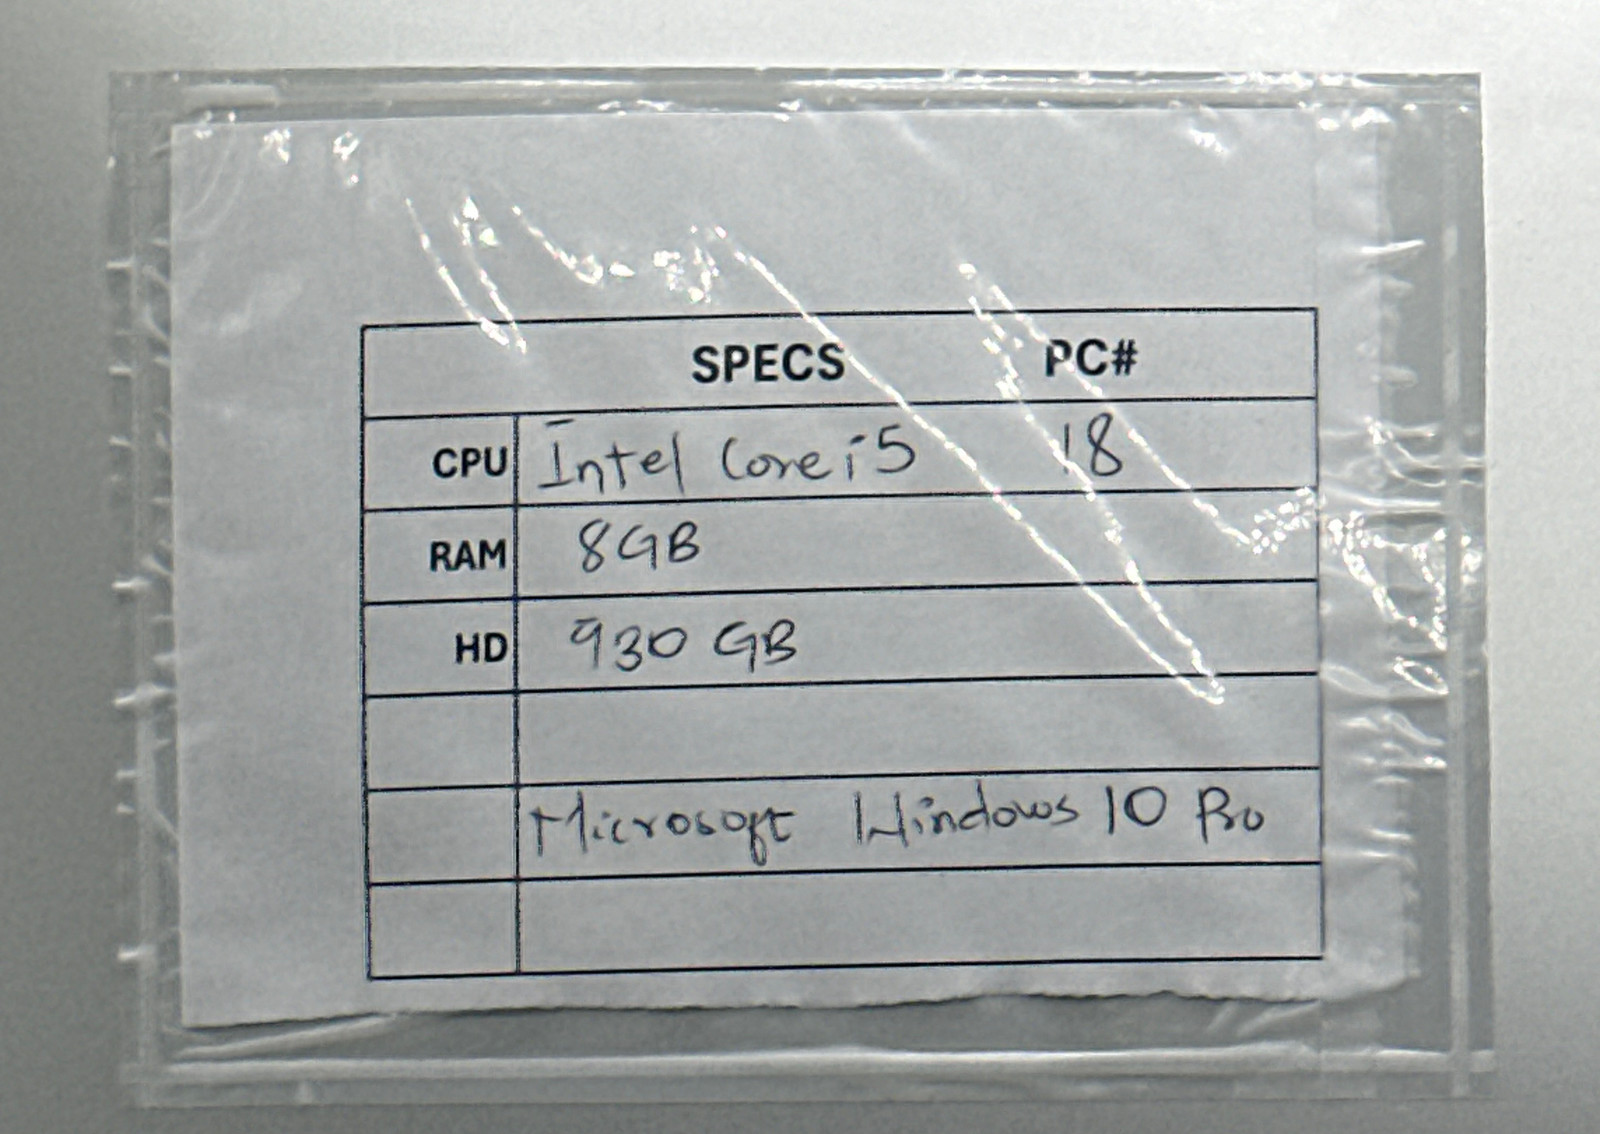 SPECS PC#
CPU Intel Core i5 18
RAM 8GB
HD 930 GB
Microsoft Windows 10 Pro